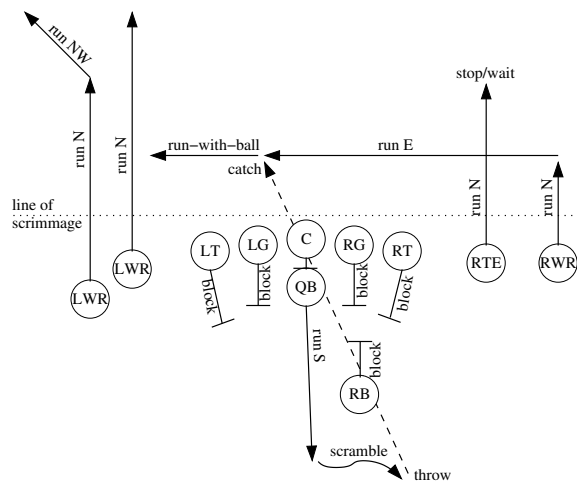 run NW
run N
run N
stop/wait
run−with−ball
run E
catch
run N
run N
line of
scrimmage
LT
LG
C
RG
RT
LWR
LWR
QB
RTE
RWR
block
block
block
block
run S
block
RB
scramble
throw